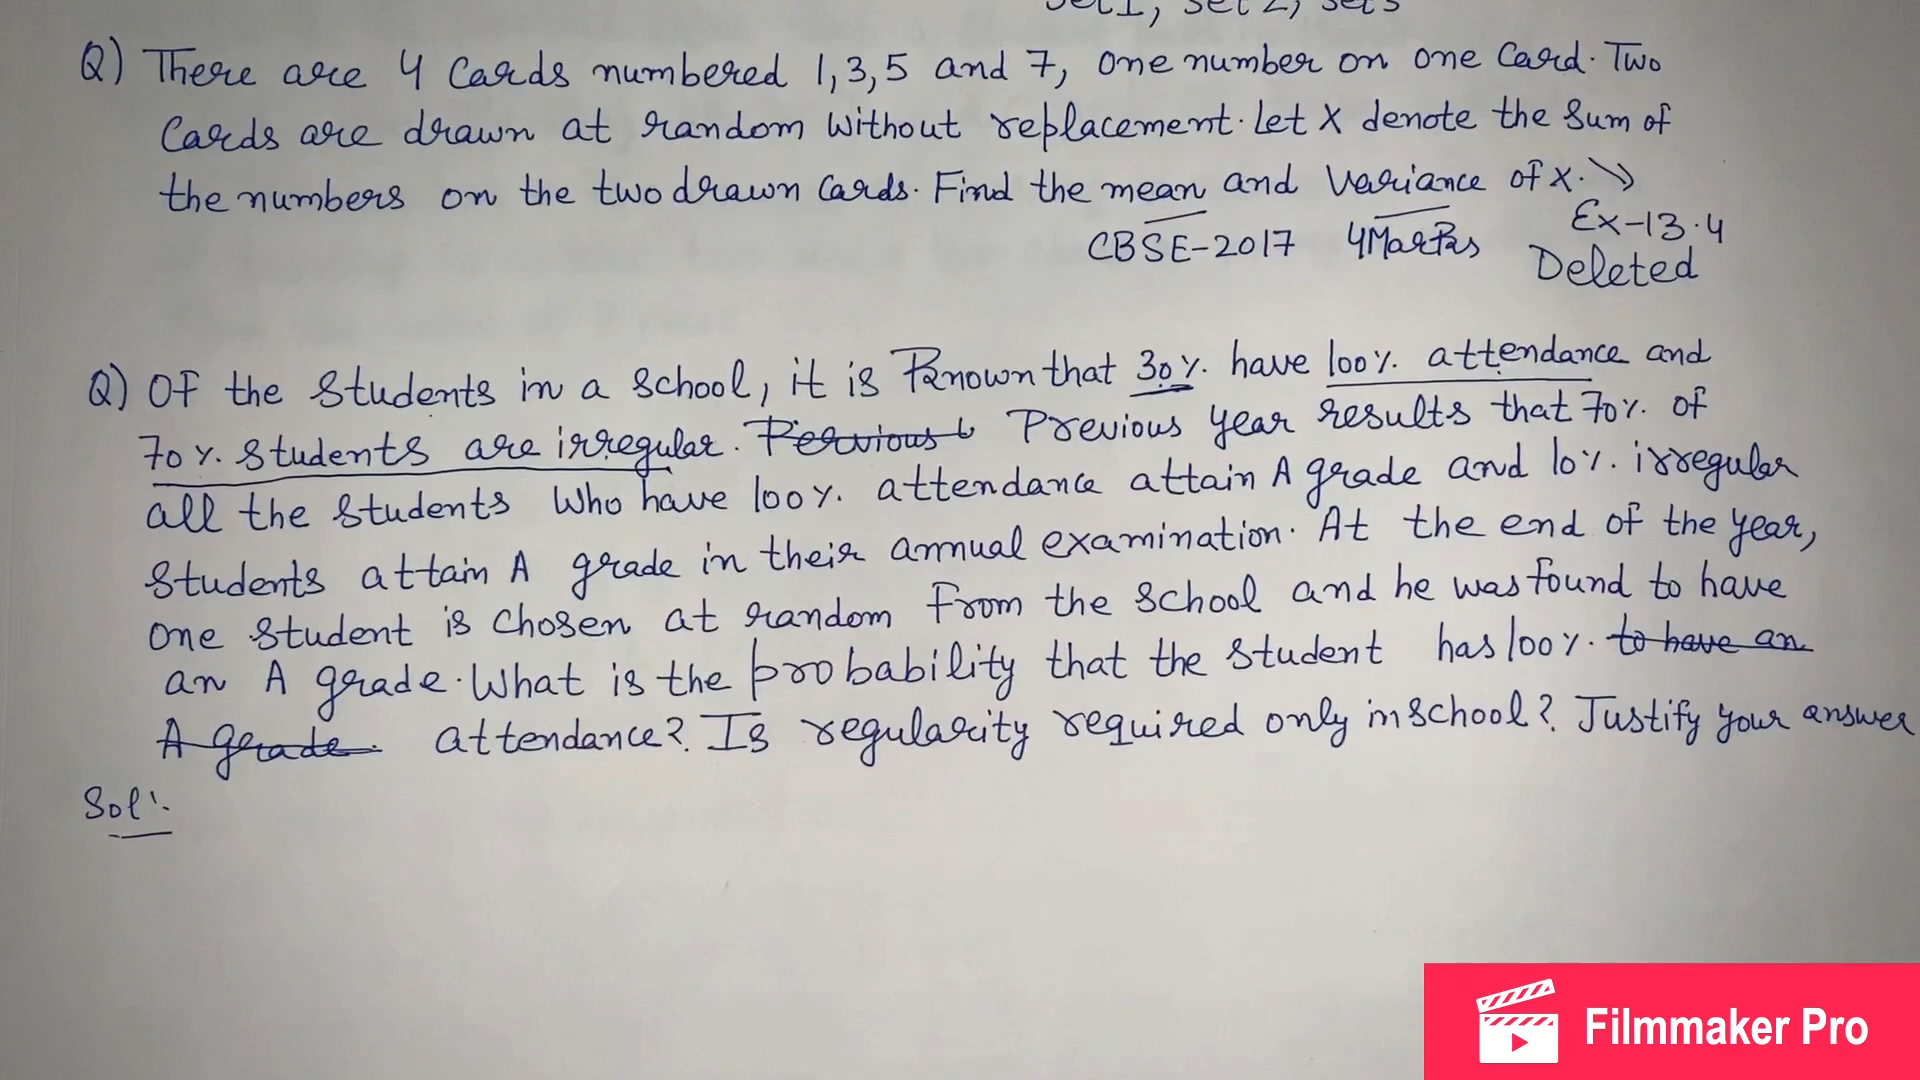 Set1, Set 2, Set3
Q) There are 4 Cards numbered 1,3,5 and 7, one number on one Card. Two
Cards are drawn at random without replacement. Let X denote the sum of
the numbers on the two drawn Cards. Find the mean and Variance of X.
CBSE-2017 4Marks Ex-13.4
Deleted
Q) Of the students in a school, it is known that 30%. have 100%. attendance and
70%. students are irregular. Pervious Previous year results that 70%. of
all the students who have 100%. attendance attain A grade and 10%. irregular
students attain A grade in their annual examination. At the end of the year,
one student is chosen at random from the school and he was found to have
an A grade. What is the probability that the student has 100%. to have an
A grade. attendance? Is regularity required only in school? Justify your answer
Sol:
Filmmaker Pro